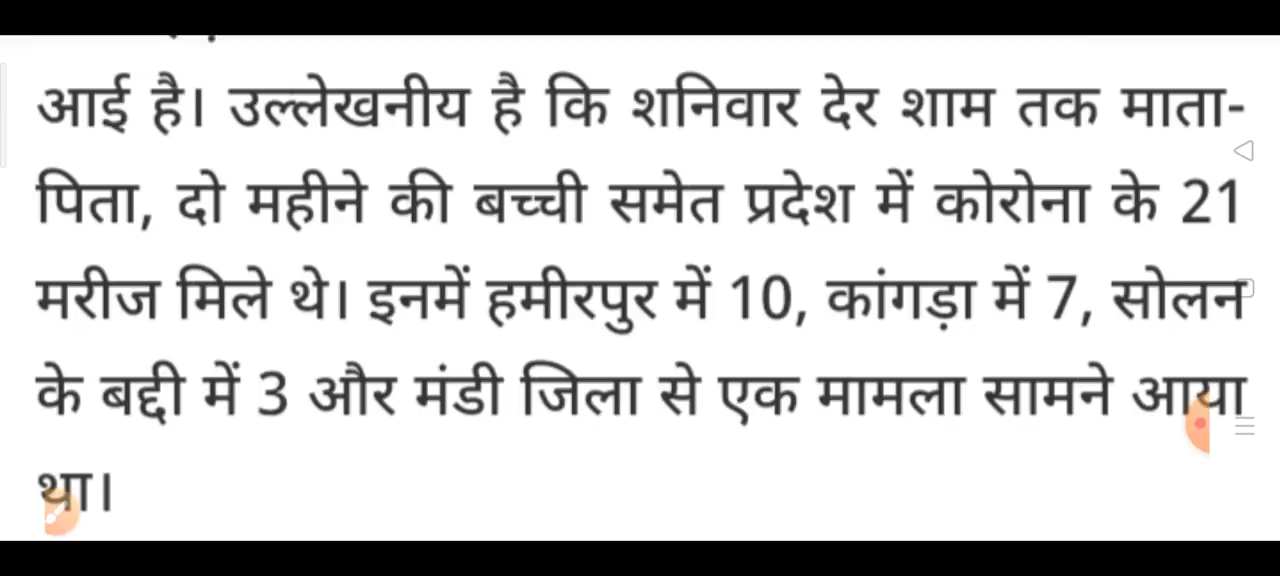 आई है। उल्लेखनीय है कि शनिवार देर शाम तक माता-
पिता, दो महीने की बच्ची समेत प्रदेश में कोरोना के 21
मरीज मिले थे। इनमें हमीरपुर में 10, कांगड़ा में 7, सोलन
के बद्दी में 3 और मंडी जिला से एक मामला सामने आया
था।